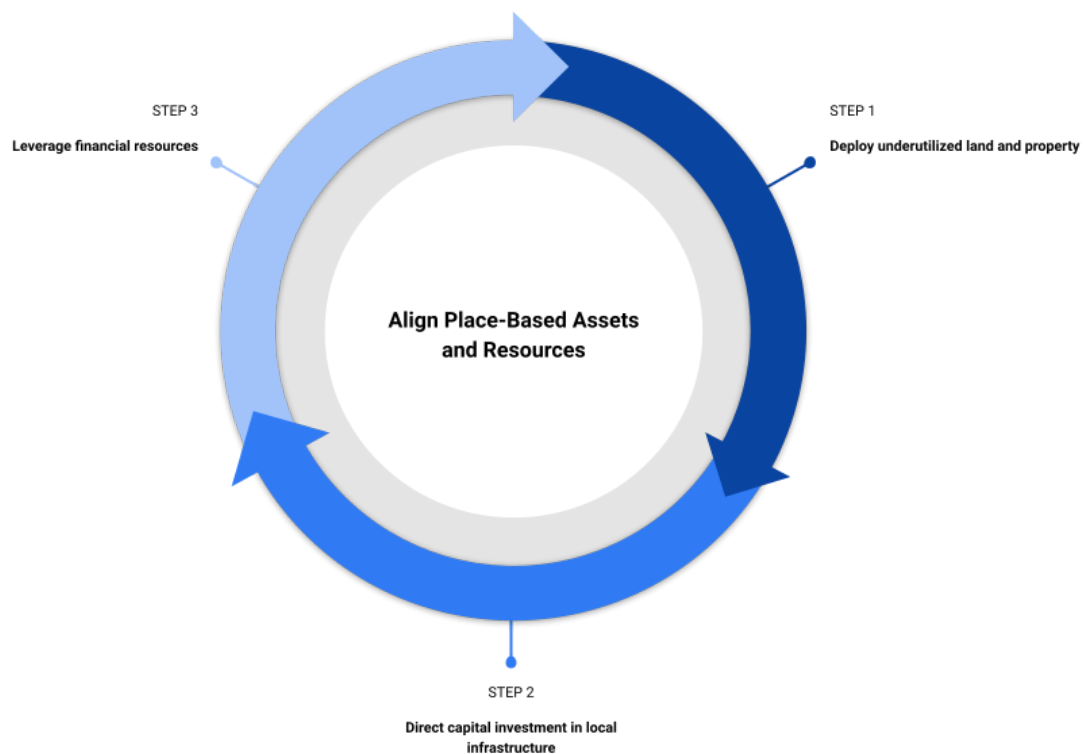 STEP 3
Leverage financial resources
STEP 1
Deploy underutilized land and property
Align Place-Based Assets
and Resources
STEP 2
Direct capital investment in local
infrastructure